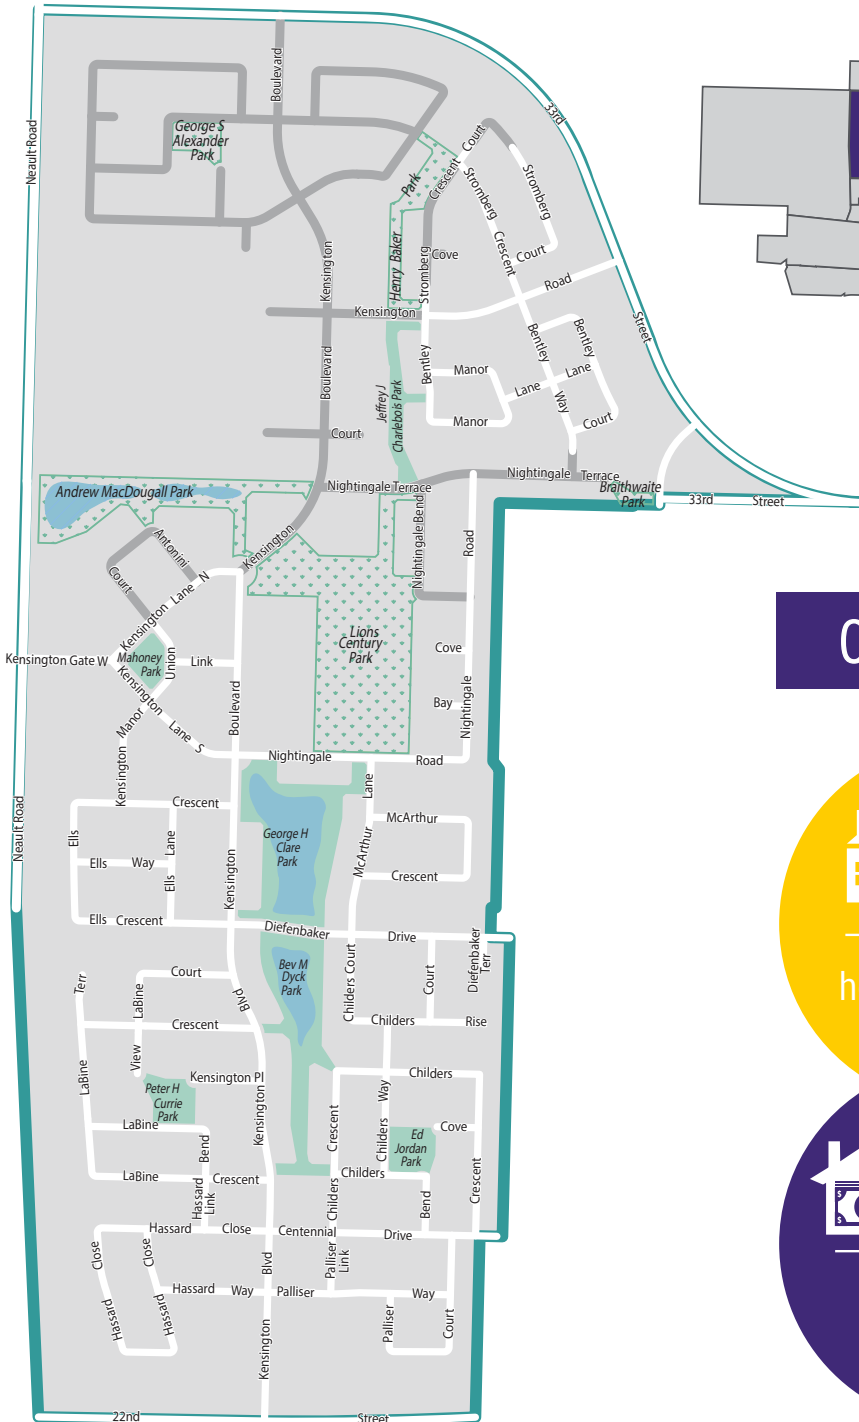 Boulevard
33rd
Neault Road
George S
Alexander
Park
Court
Crescent
Park
Stromberg
Stromberg
Henry Baker
Stromberg
Cove
Crescent
Court
Road
Kensington
Kensington
Street
Boulevard
Bentley
Bentley
Bentley
Manor
Lane
Lane
Way
Manor
Court
Jeffrey J
Charlebois Park
Court
Nightingale Terrace
Nightingale
Terrace
Braithwaite
Park
33rd
Street
Andrew MacDougall Park
Nightingale Bend
Road
Kensington
Antonini
Court
Kensington Lane N
Kensington Gate W
Mahoney
Park
Union
Link
Lions
Century
Park
Cove
Bay
Nightingale
Kensington
Lane S
Manor
Kensington
Boulevard
Nightingale
Road
Neault Road
Crescent
Lane
McArthur
McArthur
Crescent
Ells
Ells
Way
Lane
Ells
Kensington
George H
Clare
Park
Ells
Crescent
Diefenbaker
Drive
Diefenbaker
Terr
Terr
Court
LaBine
Blvd
Bev M
Dyck
Park
Childers Court
Court
Crescent
Childers
Rise
View
LaBine
Kensington Pl
Kensington
Childers
Way
Peter H
Currie
Park
LaBine
Bend
Crescent
Childers
Ed
Jordan
Park
Cove
LaBine
Crescent
Hassard
Link
Childers
Childers
Bend
Crescent
Hassard
Close
Centennial
Drive
Close
Close
Blvd
Palliser
Link
Hassard
Way
Palliser
Way
Hassard
Hassard
Kensington
Palliser
Court
22nd
Street
$
$